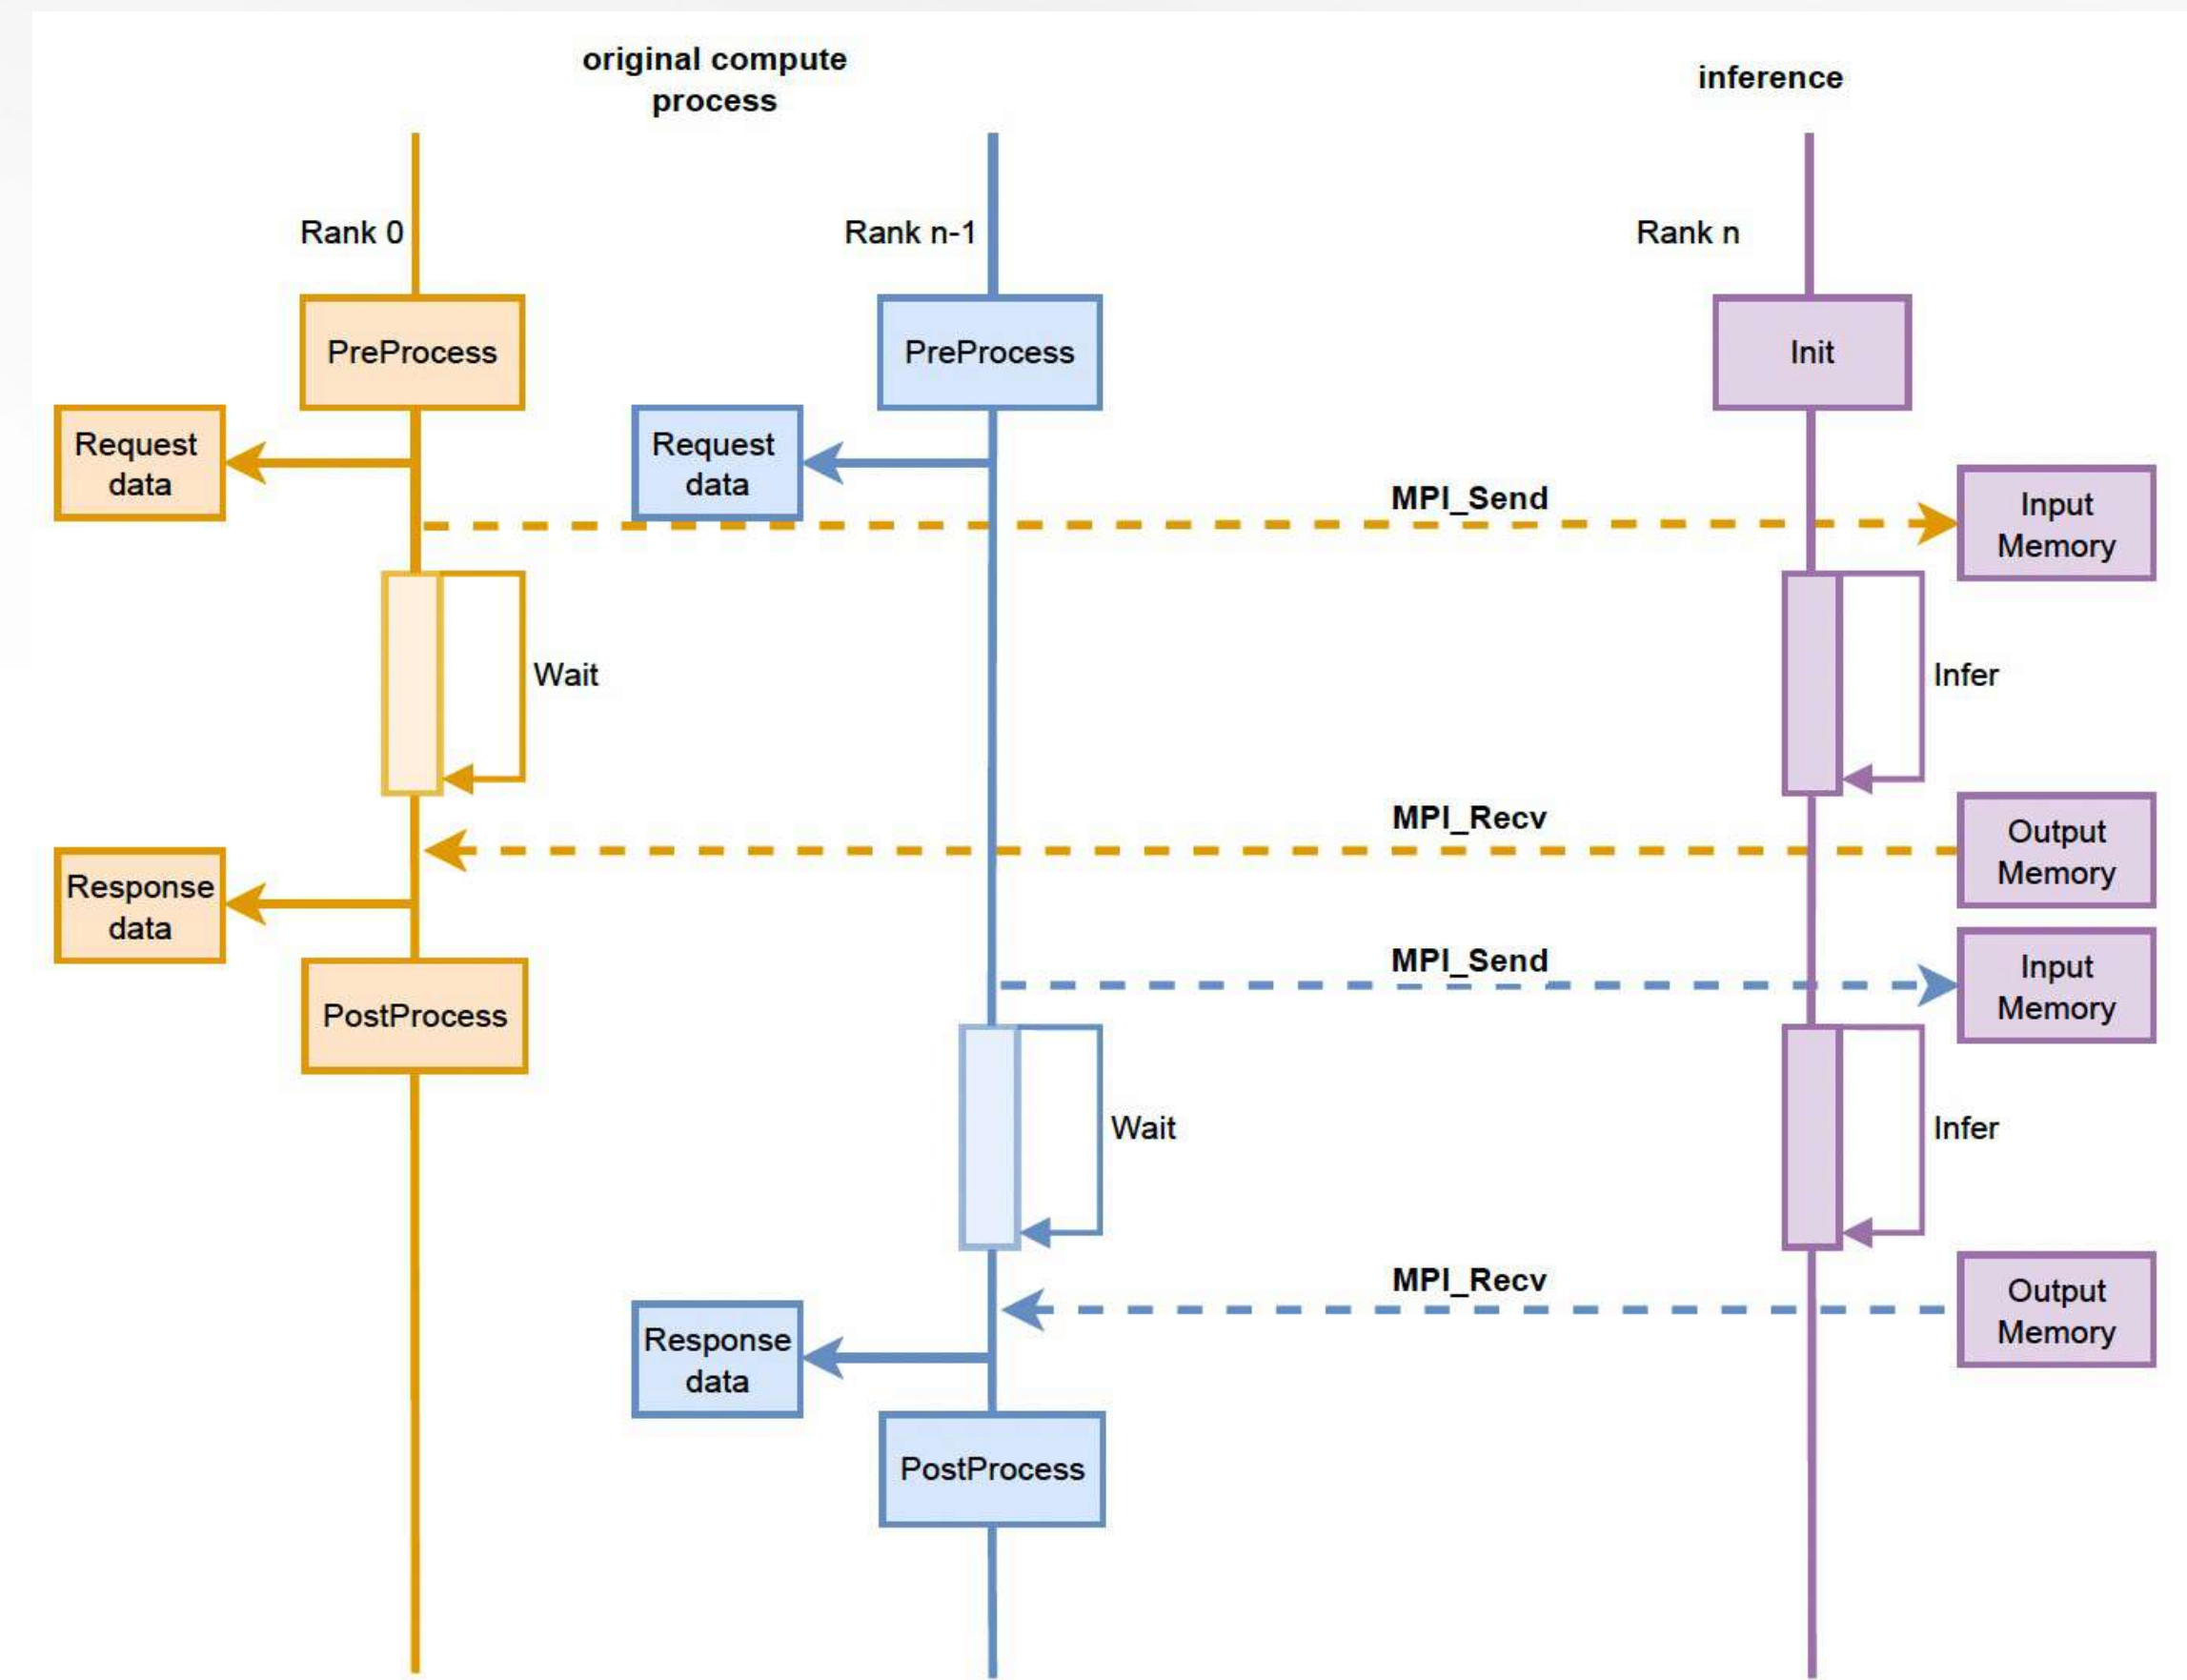 original compute
process
inference
Rank 0
Rank n-1
Rank n
PreProcess
PreProcess
Init
Request
data
Request
data
MPI_Send
Input
Memory
Wait
Infer
MPI_Recv
Output
Memory
Response
data
MPI_Send
Input
Memory
PostProcess
Wait
Infer
MPI_Recv
Output
Memory
Response
data
PostProcess